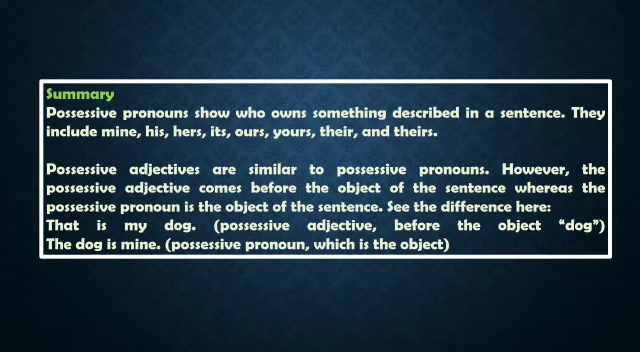 Summary
Possessive pronouns show who owns something described in a sentence. They
include mine, his, hers, its, ours, yours, their, and theirs.
Possessive adjectives are similar to possessive pronouns. However, the
possessive adjective comes before the object of the sentence whereas the
possessive pronoun is the object of the sentence. See the difference here:
That is my dog. (possessive adjective, before the object “dog”)
The dog is mine. (possessive pronoun, which is the object)